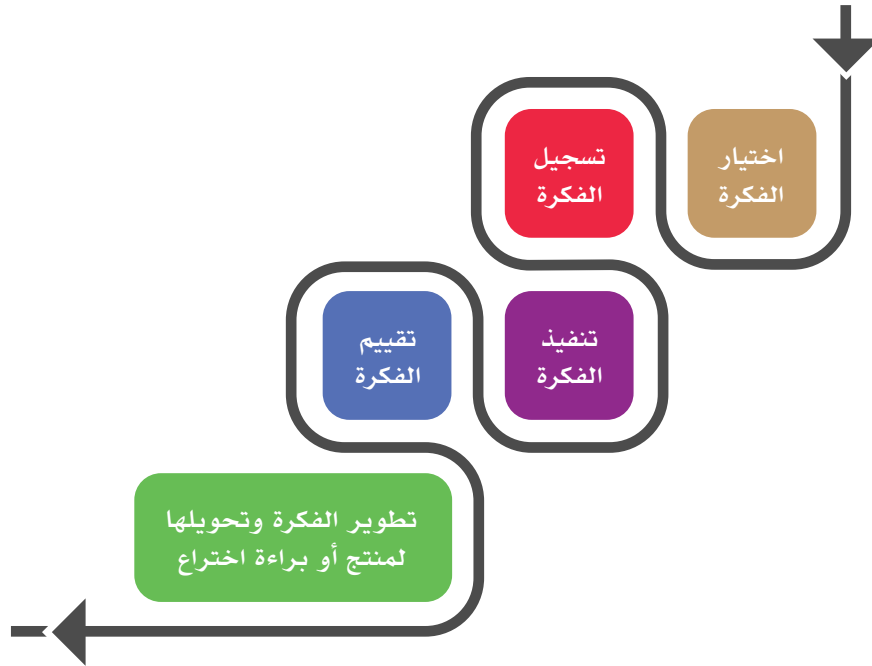 اختيار
الفكرة
تسجيل
الفكرة
تنفيذ
الفكرة
تقييم
الفكرة
تطوير الفكرة وتحويلها
لمنتج أو براءة اختراع